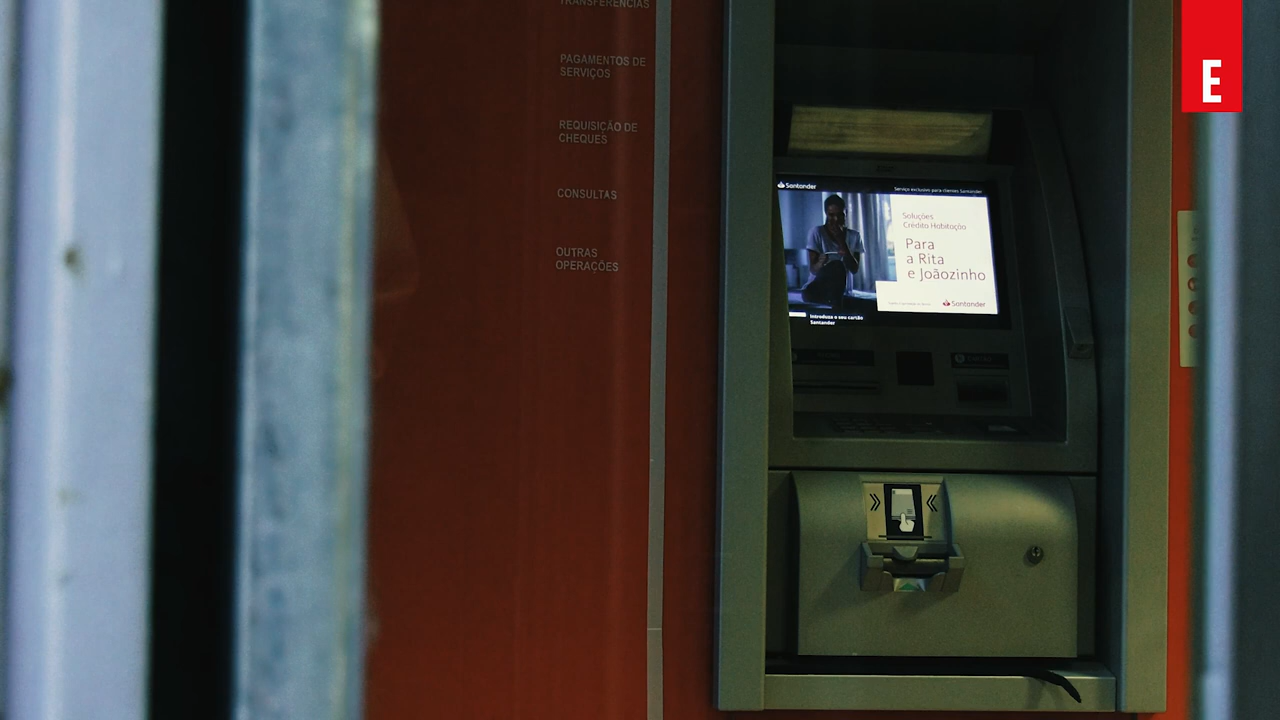 TRANSFERÊNCIAS
PAGAMENTOS DE
SERVIÇOS
REQUISIÇÃO DE
CHEQUES
CONSULTAS
OUTRAS
OPERAÇÕES
Santander
Serviço exclusivo para clientes Santander
Soluções
Crédito Habitação
Para
a Rita
e Joãozinho
Santander
Introduza o seu cartão
Santander
E